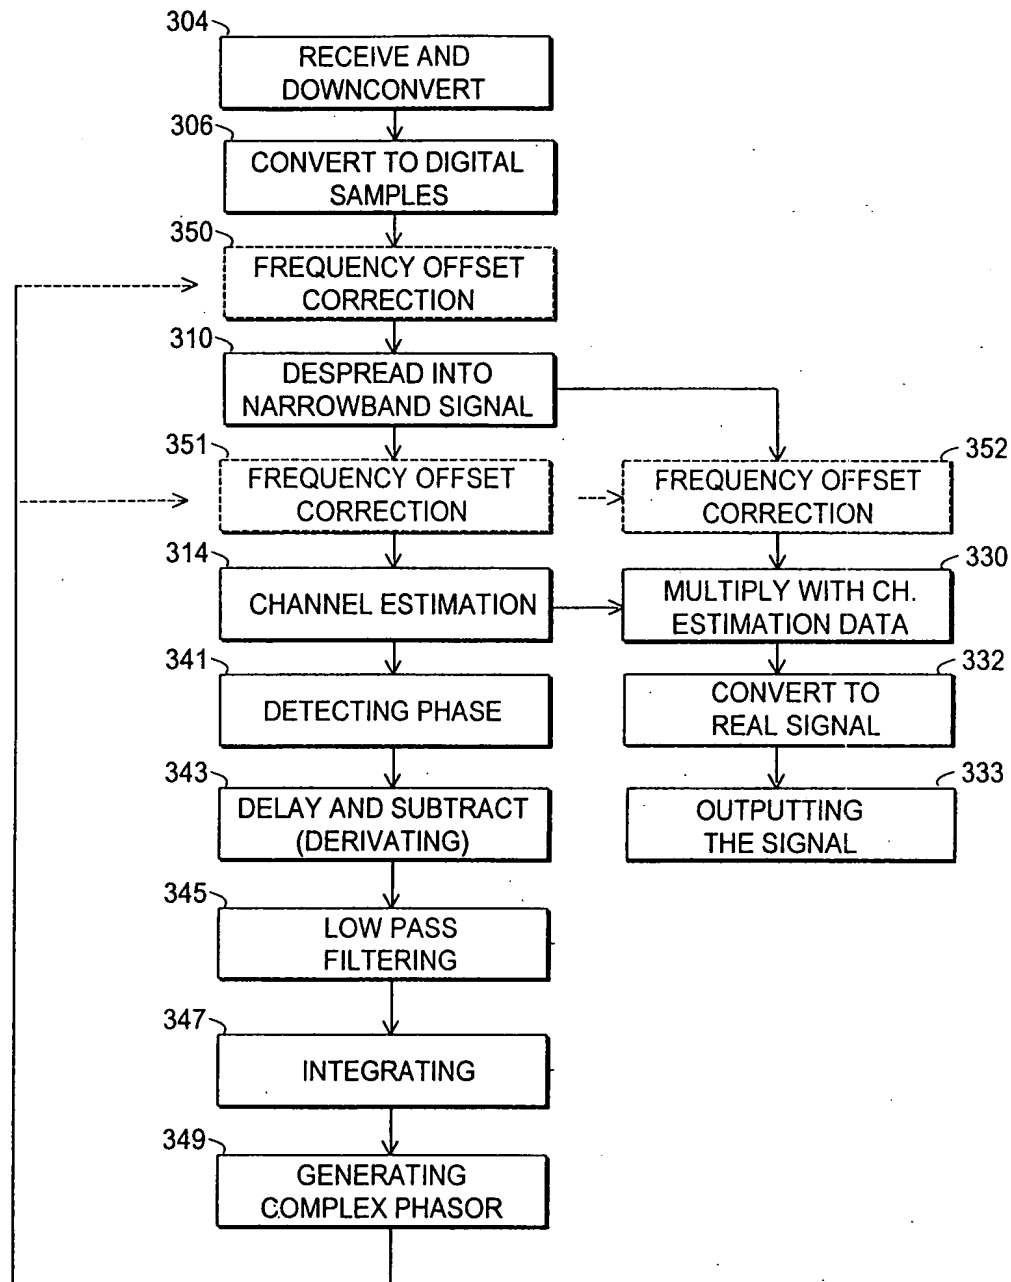 304
RECEIVE AND
DOWNCONVERT
306
CONVERT TO DIGITAL
SAMPLES
350
FREQUENCY OFFSET
CORRECTION
310
DESPREAD INTO
NARROWBAND SIGNAL
351
FREQUENCY OFFSET
CORRECTION
352
FREQUENCY OFFSET
CORRECTION
314
CHANNEL ESTIMATION
330
MULTIPLY WITH CH.
ESTIMATION DATA
341
DETECTING PHASE
332
CONVERT TO
REAL SIGNAL
343
DELAY AND SUBTRACT
(DERIVATING)
333
OUTPUTTING
THE SIGNAL
345
LOW PASS
FILTERING
347
INTEGRATING
349
GENERATING
COMPLEX PHASOR